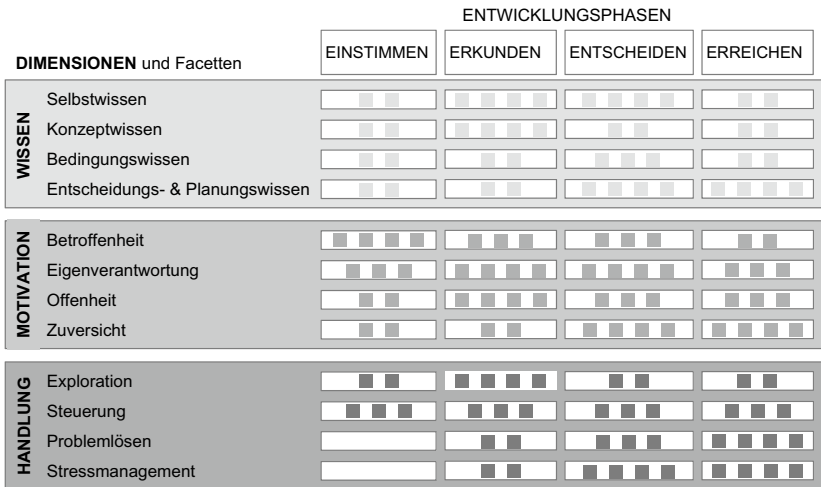 ENTWICKLUNGSPHASEN
DIMENSIONEN und Facetten
EINSTIMMEN
ERKUNDEN
ENTSCHEIDEN
ERREICHEN
WISSEN
Selbstwissen
Konzeptwissen
Bedingungswissen
Entscheidungs- & Planungswissen
MOTIVATION
Betroffenheit
Eigenverantwortung
Offenheit
Zuversicht
HANDLUNG
Exploration
Steuerung
Problemlösen
Stressmanagement